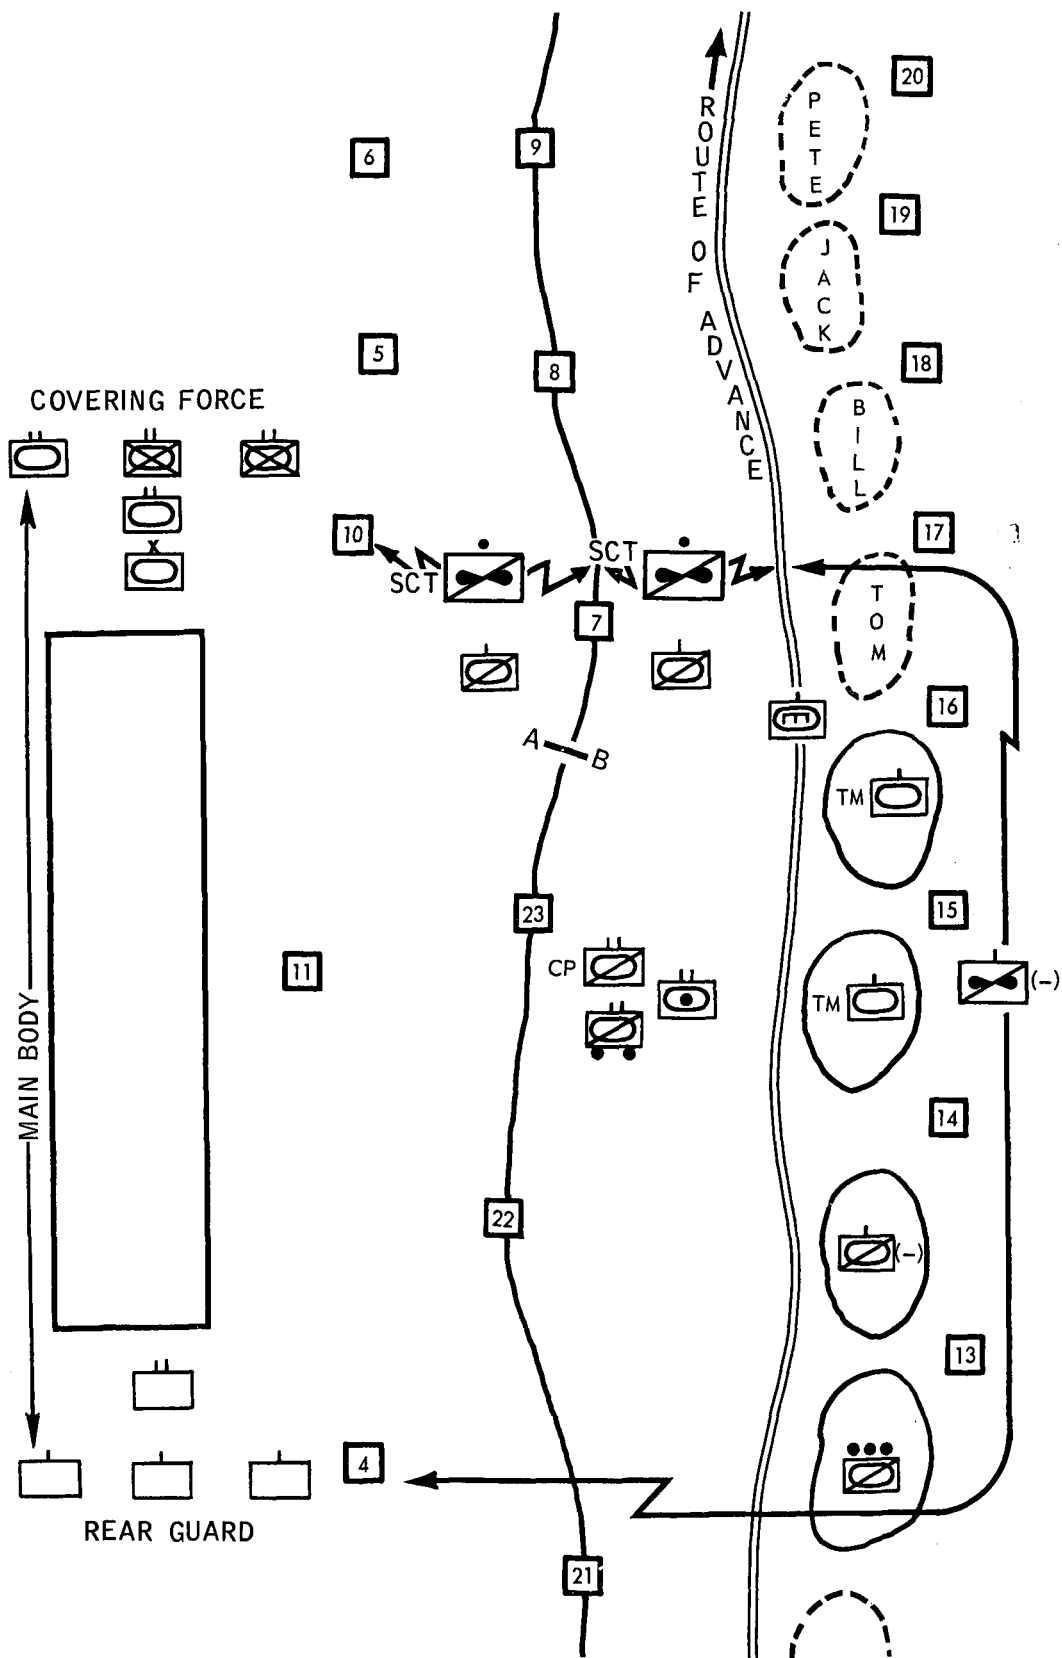 20
PETE
ROUTE OF ADVANCE
9
6
19
JACK
5
8
18
BILL
COVERING FORCE
X
10
SCT
SCT
17
TOM
7
16
E
A B
TM
15
23
CP
11
TM
(-)
MAIN BODY
14
22
(-)
13
4
REAR GUARD
21